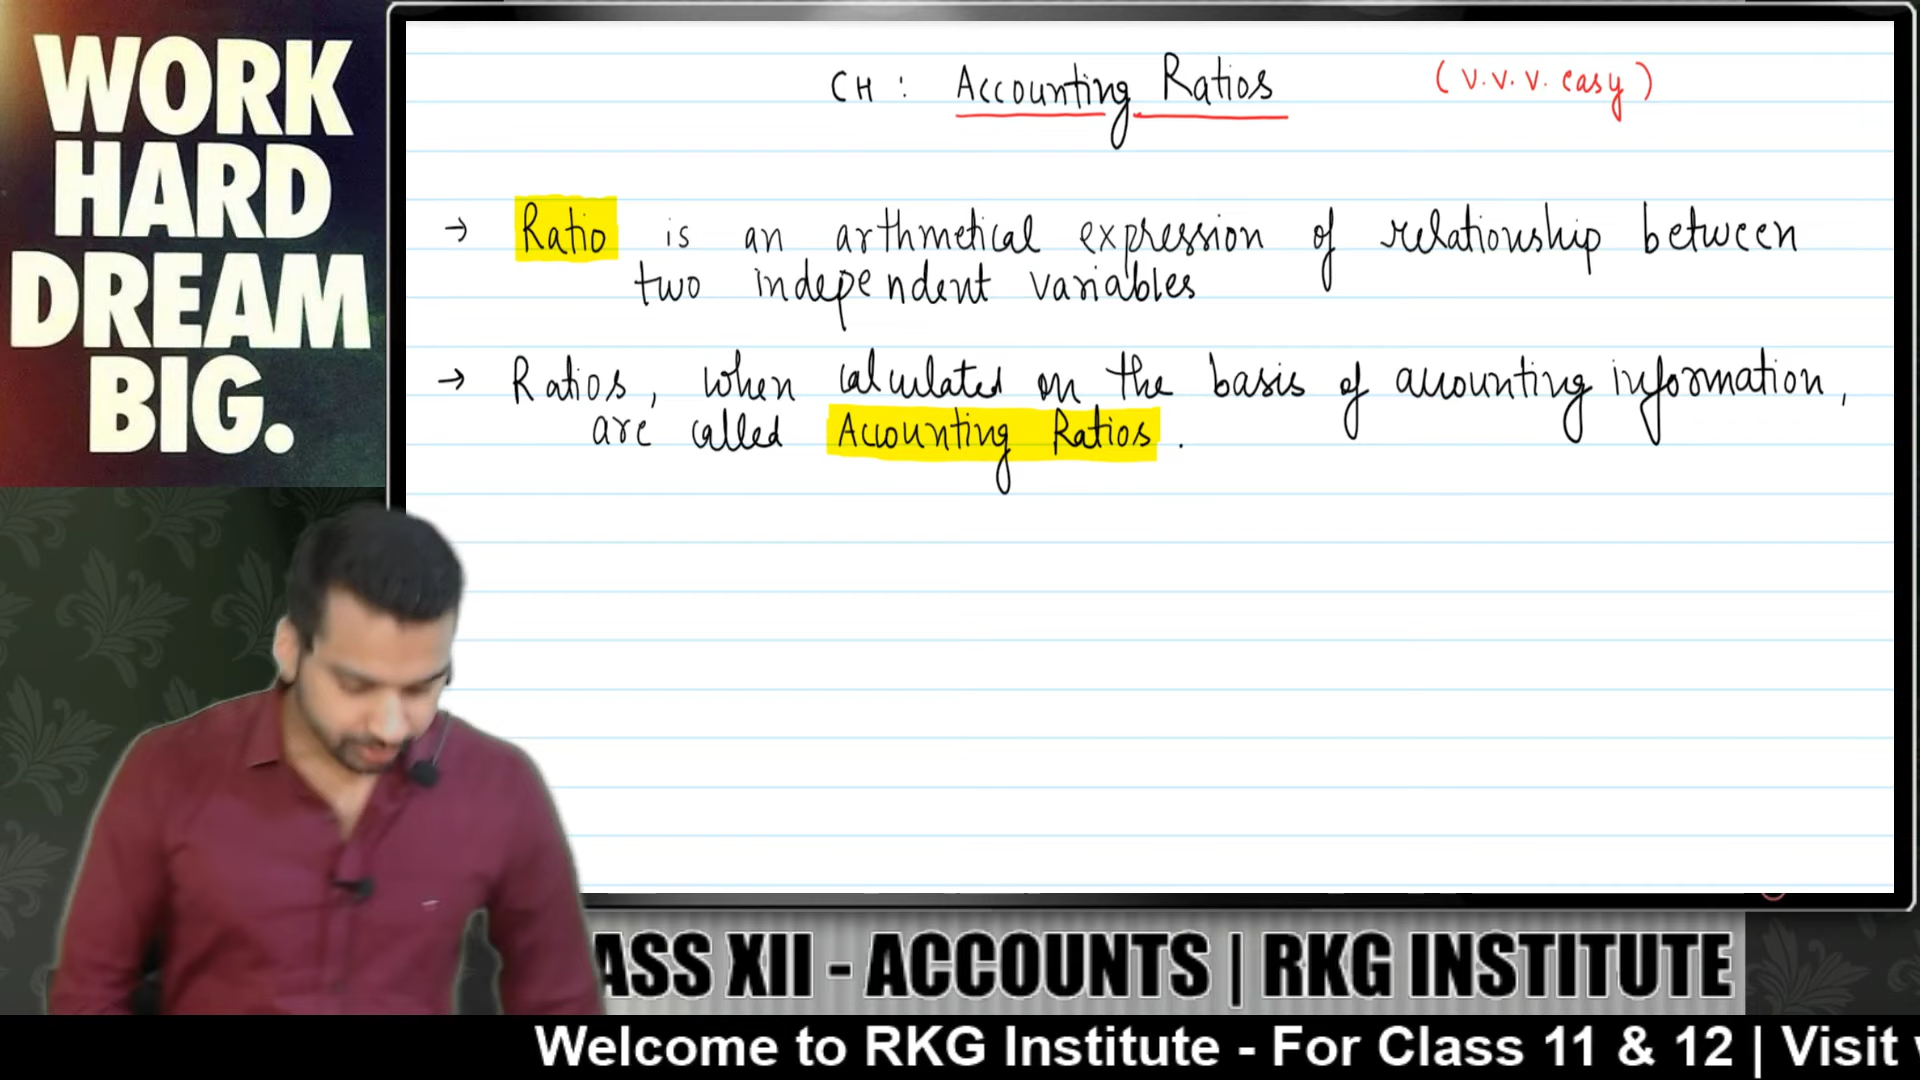 WORK
HARD
DREAM
BIG.
CH : Accounting Ratios (v.v.v. easy)
→ Ratio is an arthmetical expression of relationship between
two independent variables
→ Ratios, when calculated on the basis of accounting information,
are called Accounting Ratios.
ASS XII - ACCOUNTS | RKG INSTITUTE
Welcome to RKG Institute - For Class 11 & 12 | Visit